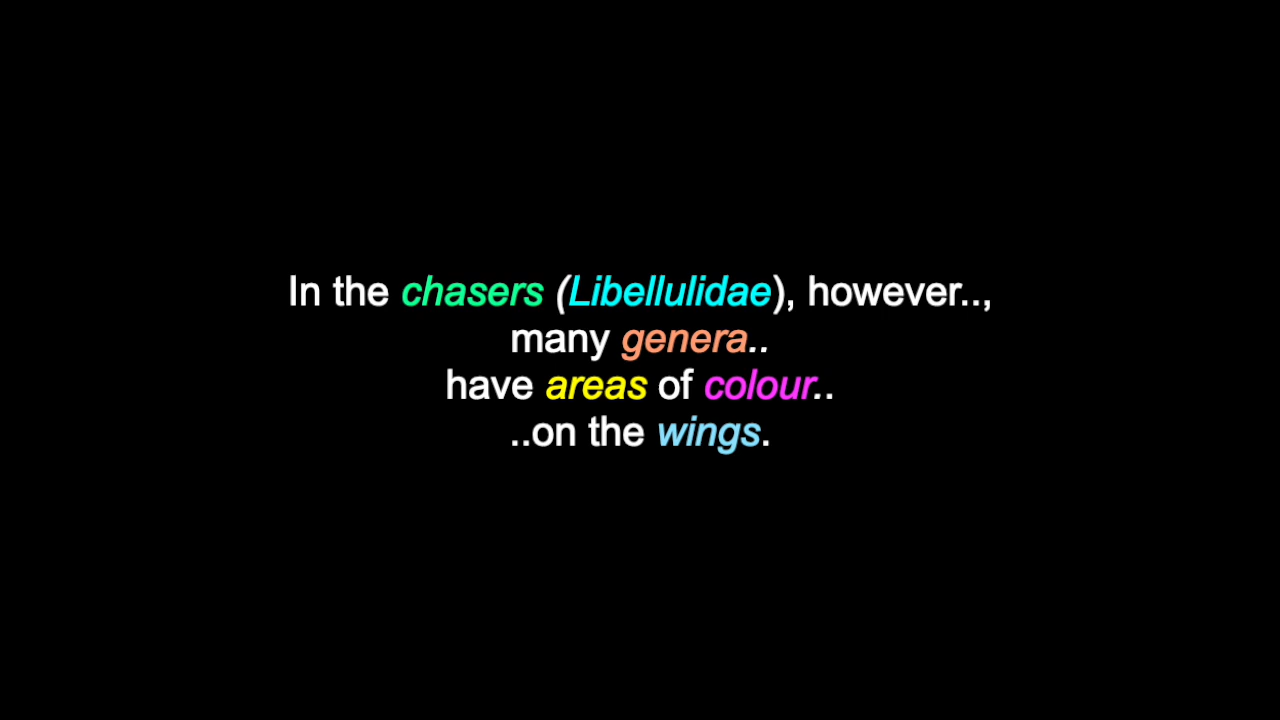 In the chasers (Libellulidae), however..,
many genera..
have areas of colour..
..on the wings.